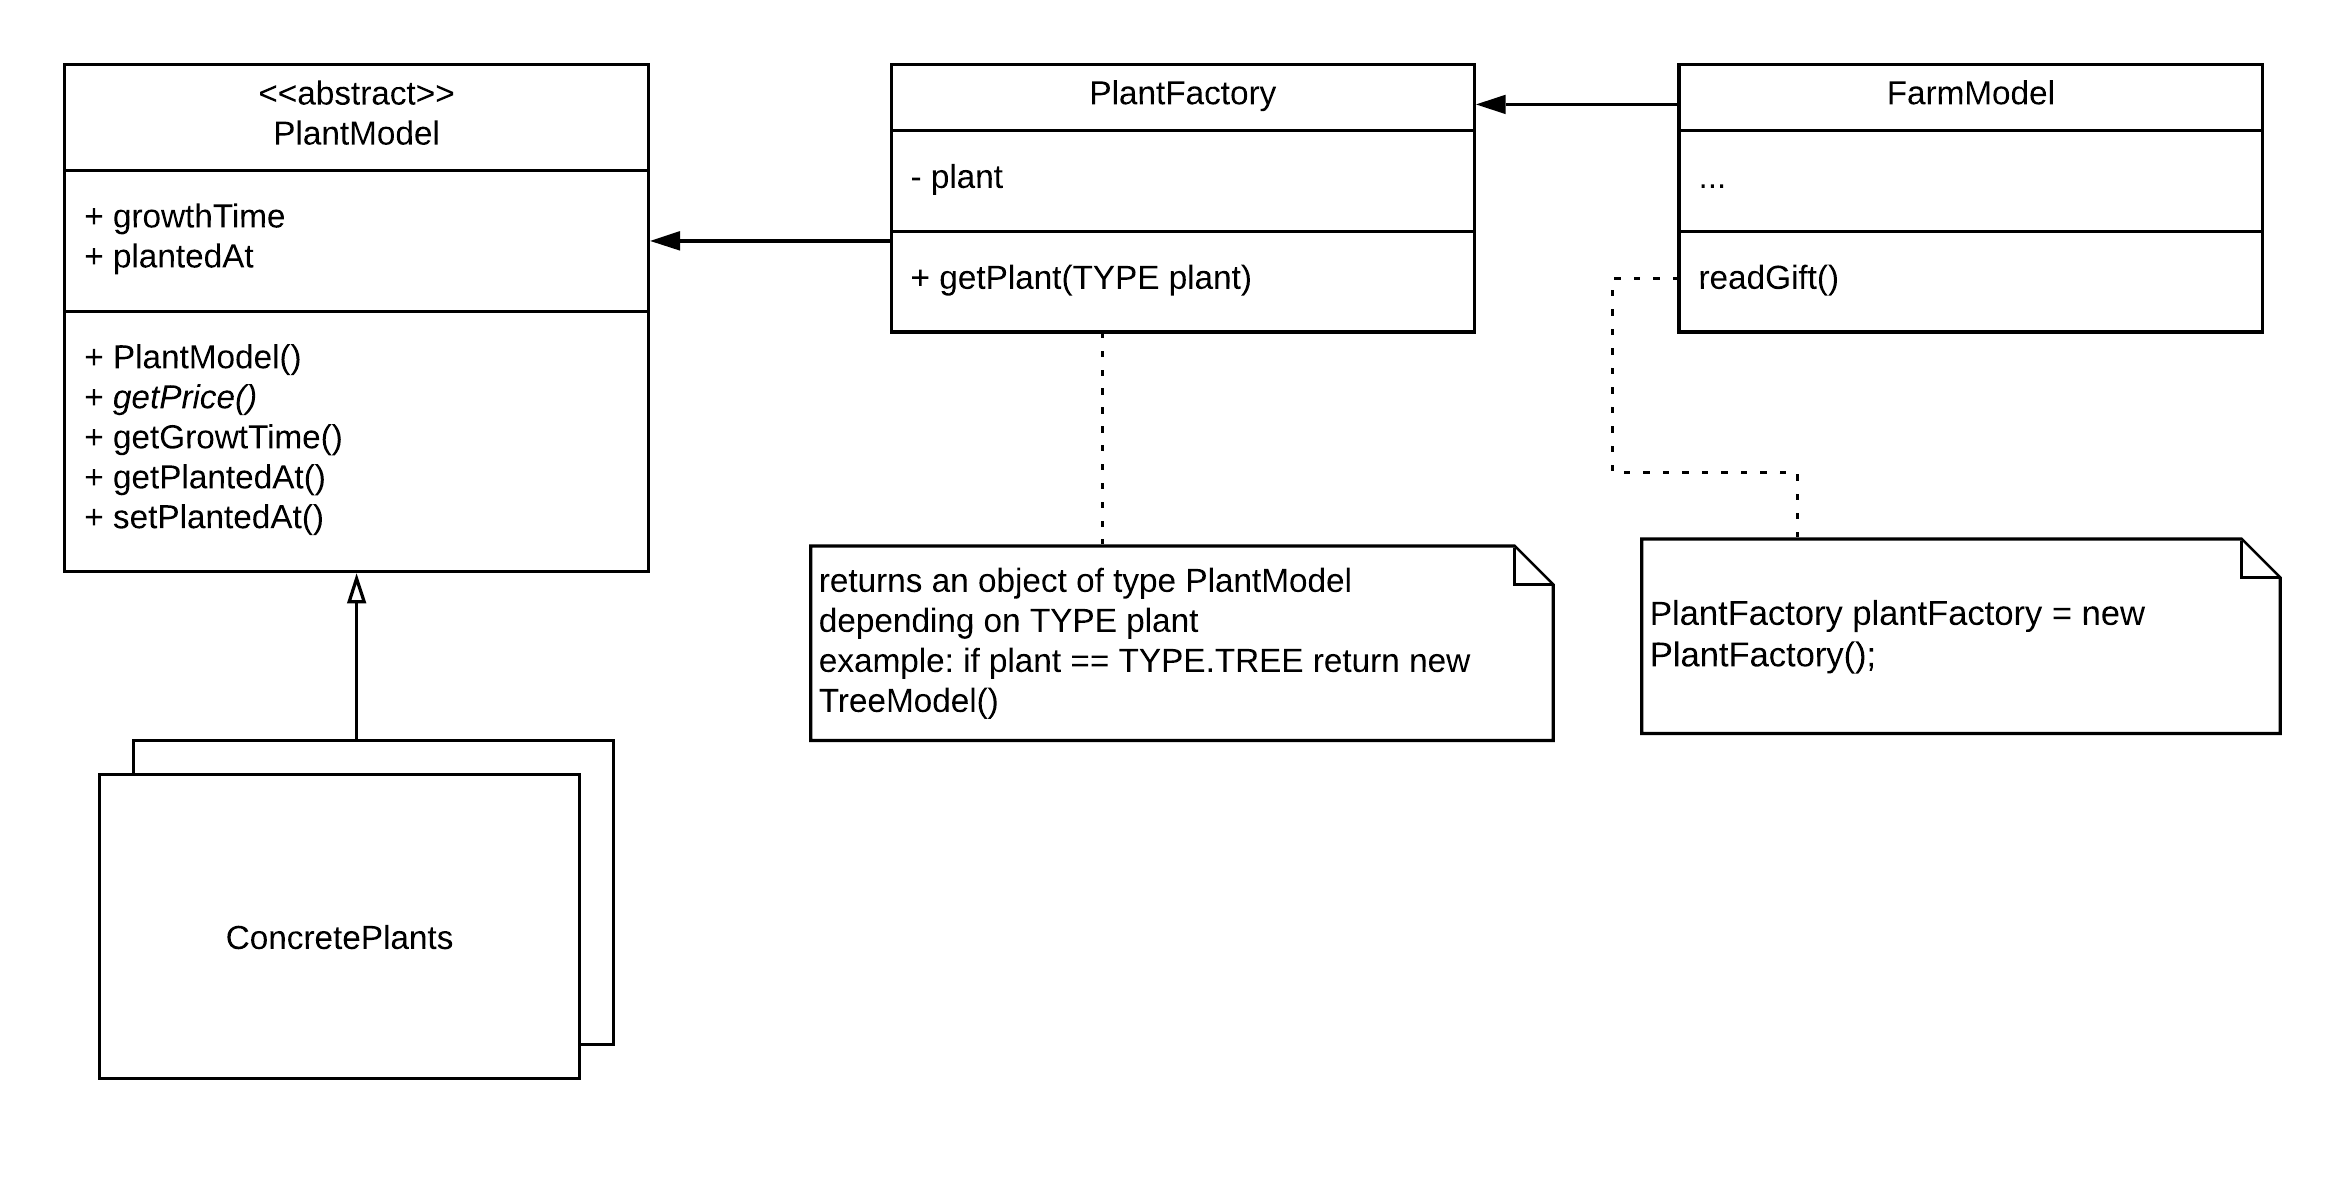 <<abstract>>
PlantModel
+ growthTime
+ plantedAt
+ PlantModel()
+ getPrice()
+ getGrowtTime()
+ getPlantedAt()
+ setPlantedAt()
ConcretePlants
PlantFactory
- plant
+ getPlant(TYPE plant)
returns an object of type PlantModel
depending on TYPE plant
example: if plant == TYPE.TREE return new
TreeModel()
FarmModel
...
readGift()
PlantFactory plantFactory = new
PlantFactory();